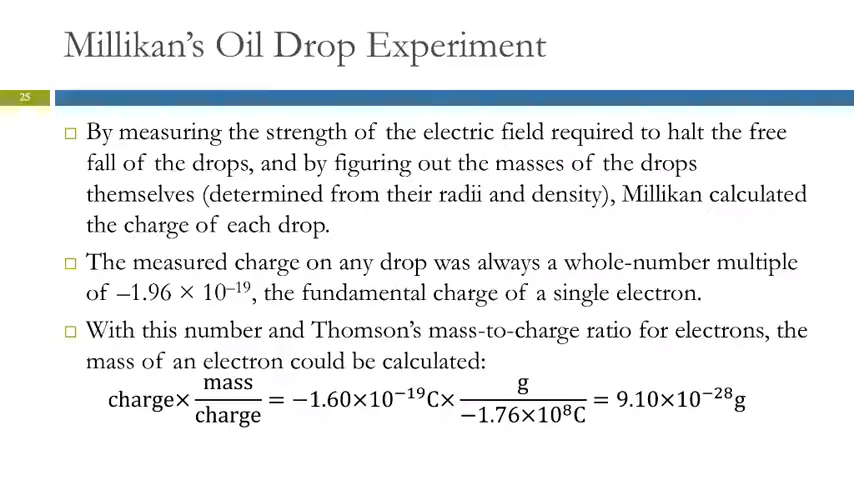 Millikan's Oil Drop Experiment
25
By measuring the strength of the electric field required to halt the free
fall of the drops, and by figuring out the masses of the drops
themselves (determined from their radii and density), Millikan calculated
the charge of each drop.
The measured charge on any drop was always a whole-number multiple
of –1.96 × 10⁻¹⁹, the fundamental charge of a single electron.
With this number and Thomson's mass-to-charge ratio for electrons, the
mass of an electron could be calculated:
charge× mass/charge = −1.60×10⁻¹⁹C× g/−1.76×10⁸C = 9.10×10⁻²⁸g